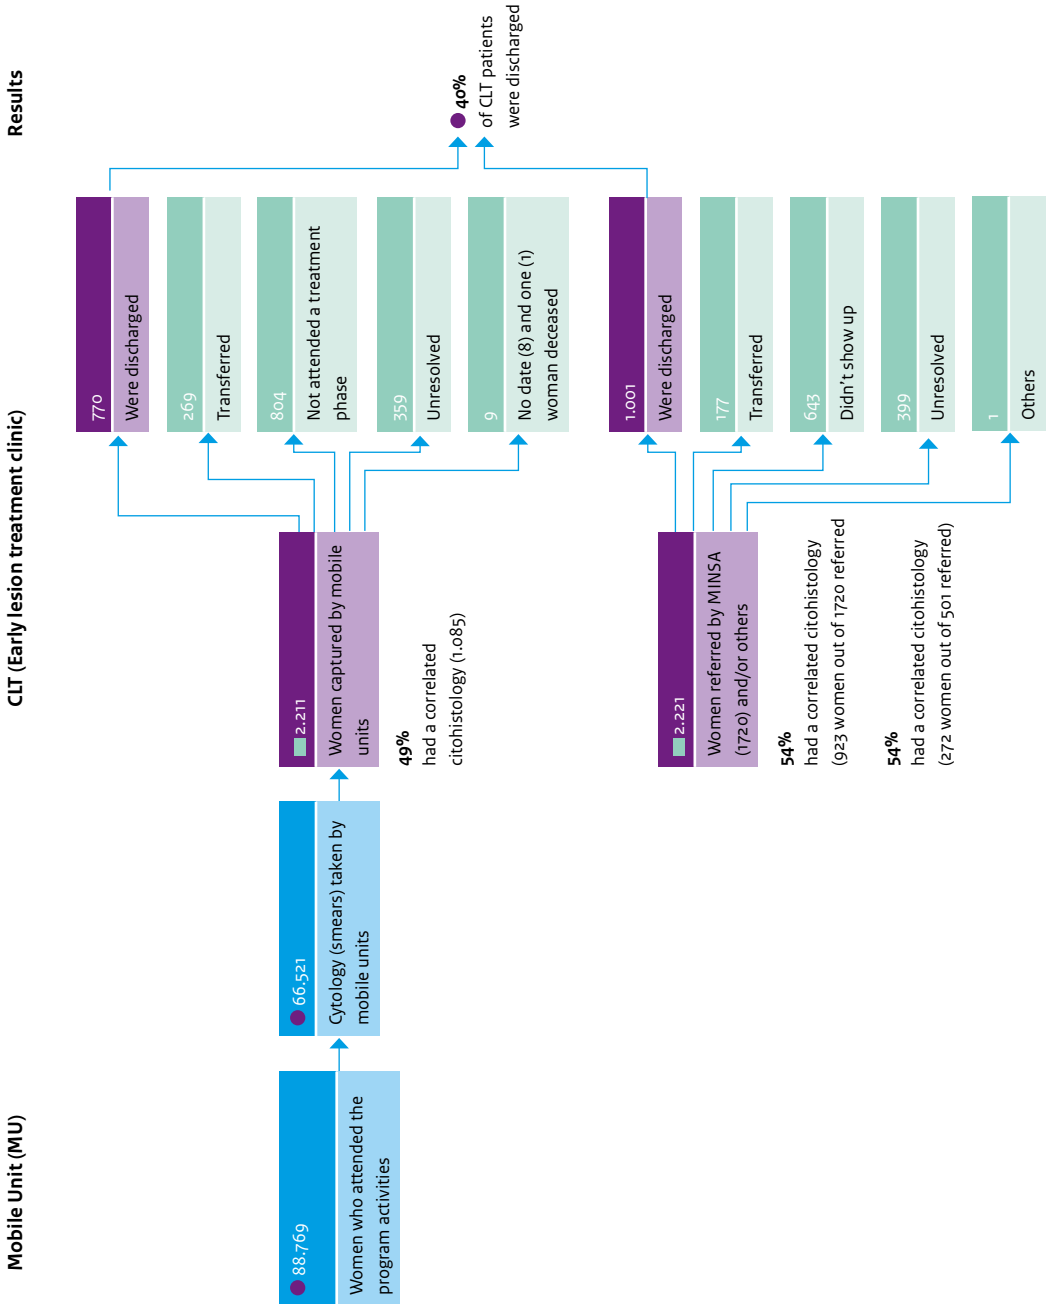 Mobile Unit (MU)
CLT (Early lesion treatment clinic)
Results
88.769
Women who attended the
program activities
66.521
Cytology (smears) taken by
mobile units
2.211
Women captured by mobile
units
49%
had a correlated
citohistology (1.085)
770
Were discharged
269
Transferred
804
Not attended a treatment
phase
359
Unresolved
9
No date (8) and one (1)
woman deceased
2.221
Women referred by MINSA
(1720) and/or others
54%
had a correlated citohistology
(923 women out of 1720 referred
54%
had a correlated citohistology
(272 women out of 501 referred)
1.001
Were discharged
177
Transferred
643
Didn't show up
399
Unresolved
1
Others
40%
of CLT patients
were discharged